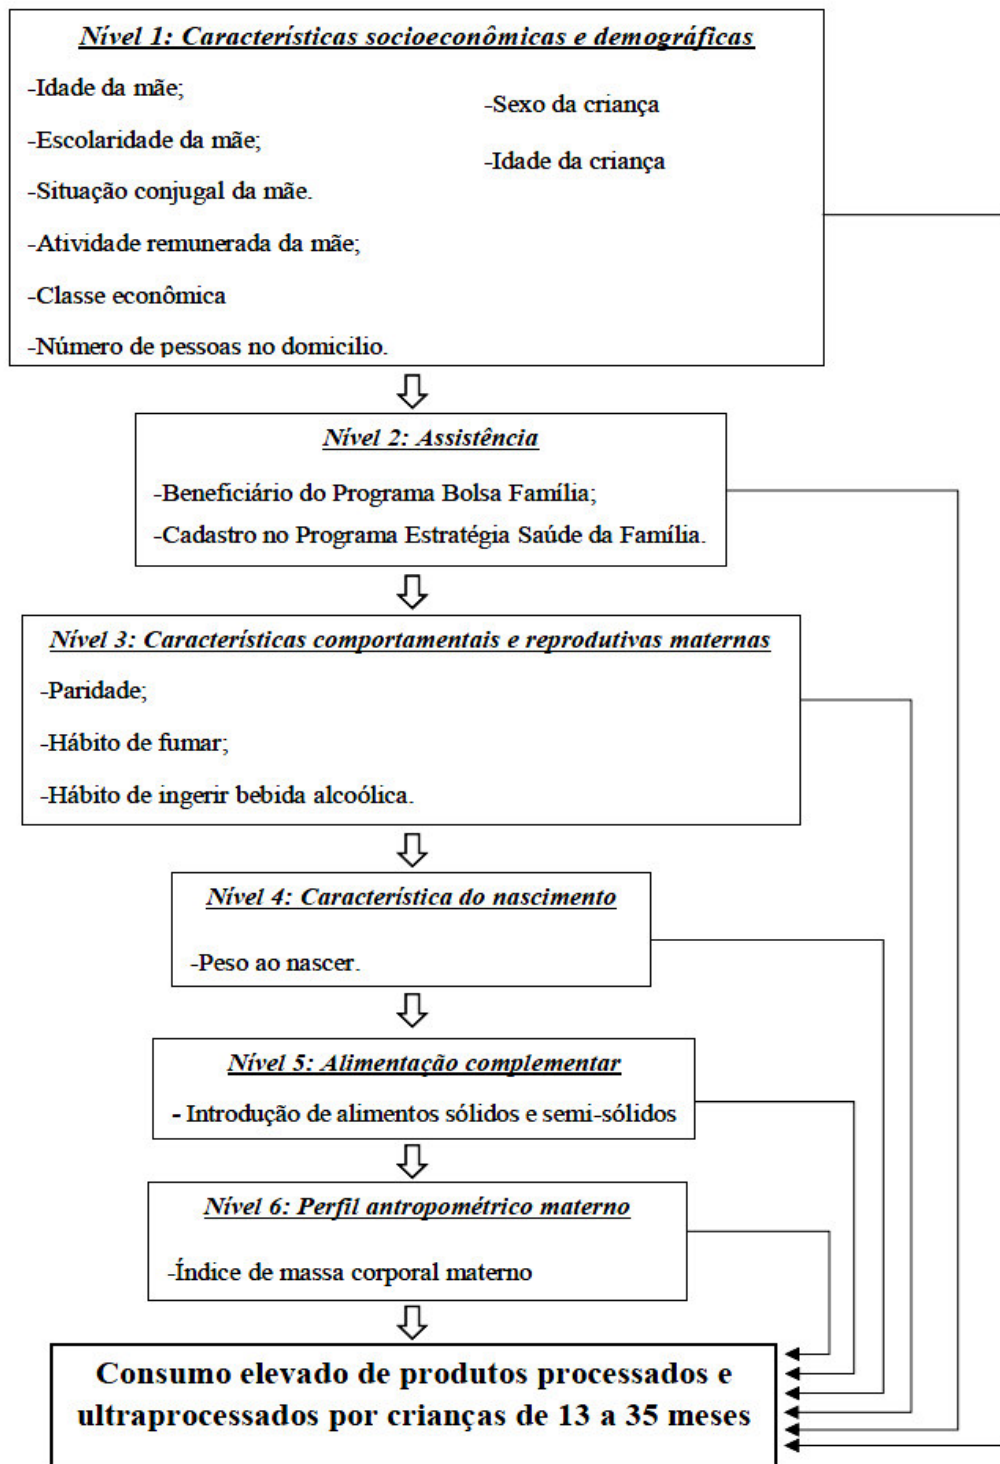 Nível 1: Características socioeconômicas e demográficas
-Idade da mãe;
-Escolaridade da mãe;
-Situação conjugal da mãe.
-Atividade remunerada da mãe;
-Classe econômica
-Número de pessoas no domicilio.
-Sexo da criança
-Idade da criança
Nível 2: Assistência
-Beneficiário do Programa Bolsa Família;
-Cadastro no Programa Estratégia Saúde da Família.
Nível 3: Características comportamentais e reprodutivas maternas
-Paridade;
-Hábito de fumar;
-Hábito de ingerir bebida alcoólica.
Nível 4: Característica do nascimento
-Peso ao nascer.
Nível 5: Alimentação complementar
- Introdução de alimentos sólidos e semi-sólidos
Nível 6: Perfil antropométrico materno
-Índice de massa corporal materno
Consumo elevado de produtos processados e
ultraprocessados por crianças de 13 a 35 meses